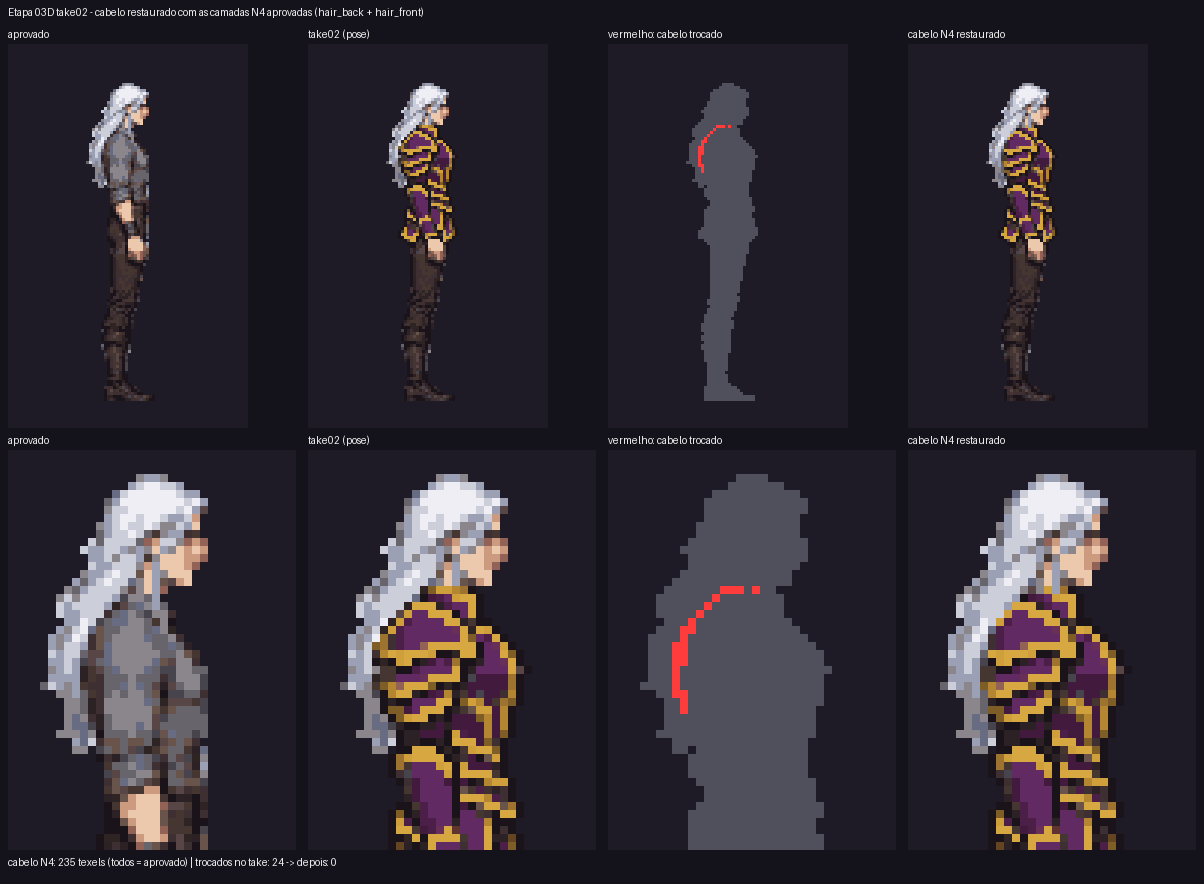 Etapa 03D take02 - cabelo restaurado com as camadas N4 aprovadas (hair_back + hair_front)
aprovado
take02 (pose)
vermelho: cabelo trocado
cabelo N4 restaurado
aprovado
take02 (pose)
vermelho: cabelo trocado
cabelo N4 restaurado
cabelo N4: 235 texels (todos = aprovado) | trocados no take: 24 -> depois: 0